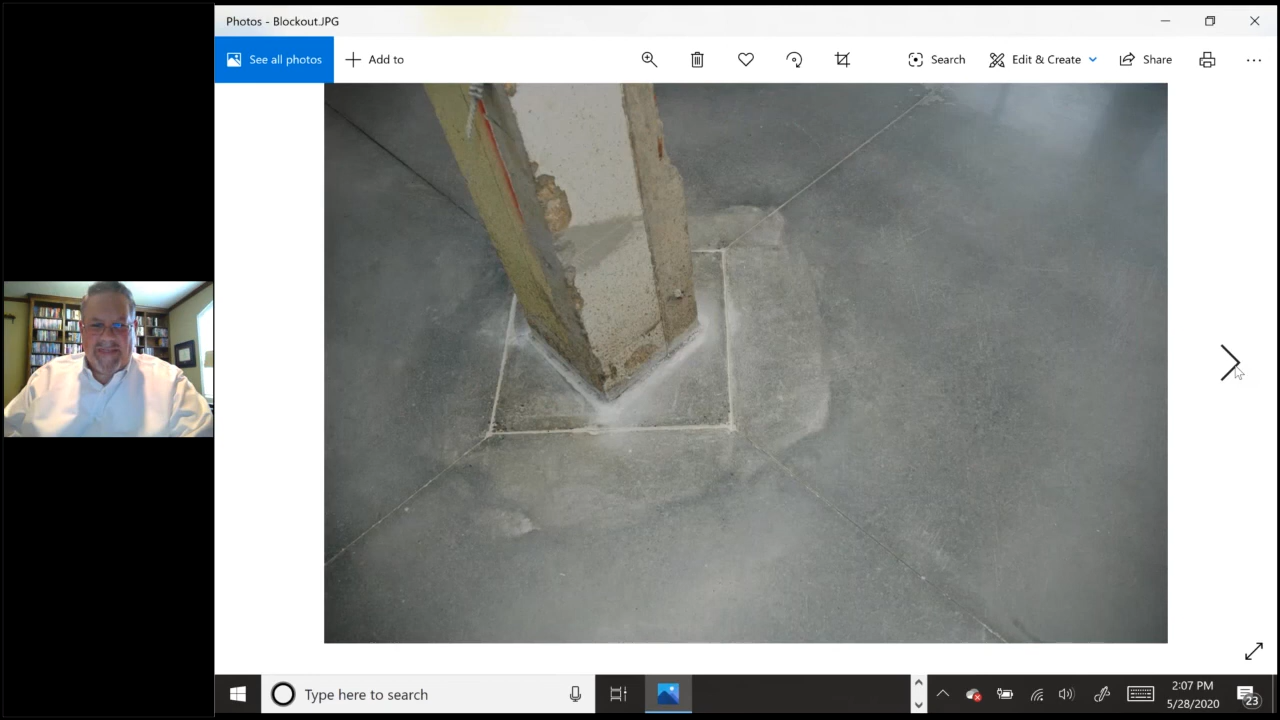 Photos - Blockout.JPG
See all photos
Add to
Search
Edit & Create
Share
Type here to search
2:07 PM
5/28/2020
23